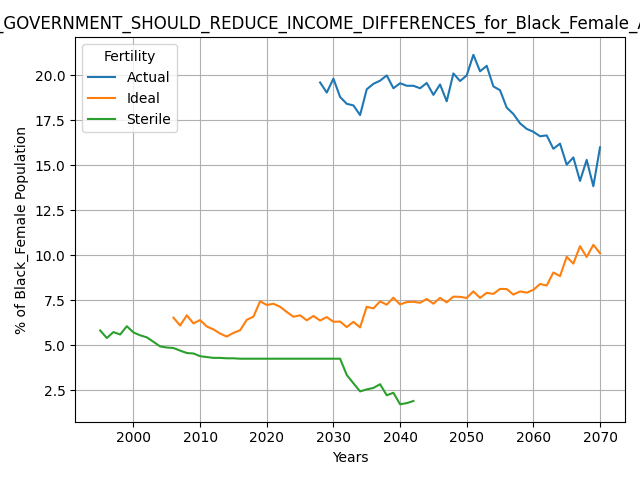 _GOVERNMENT_SHOULD_REDUCE_INCOME_DIFFERENCES_for_Black_Female_A
Fertility
Actual
Ideal
Sterile
% of Black_Female Population
20.0
17.5
15.0
12.5
10.0
7.5
5.0
2.5
2000 2010 2020 2030 2040 2050 2060 2070
Years